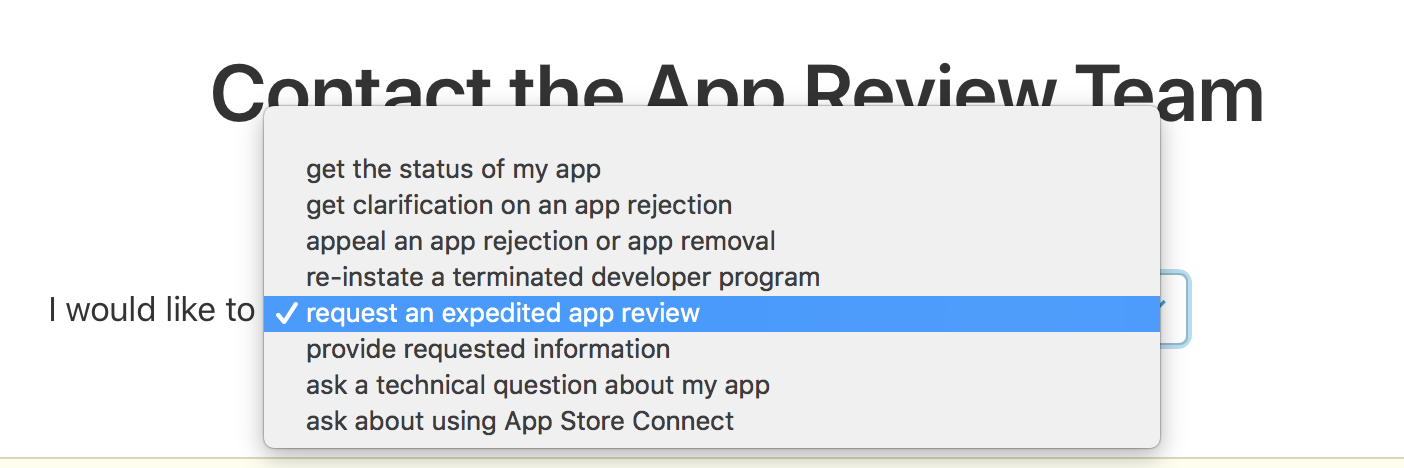 Contact the App Review Team
get the status of my app
get clarification on an app rejection
appeal an app rejection or app removal
re-instate a terminated developer program
I would like to ✓ request an expedited app review
provide requested information
ask a technical question about my app
ask about using App Store Connect